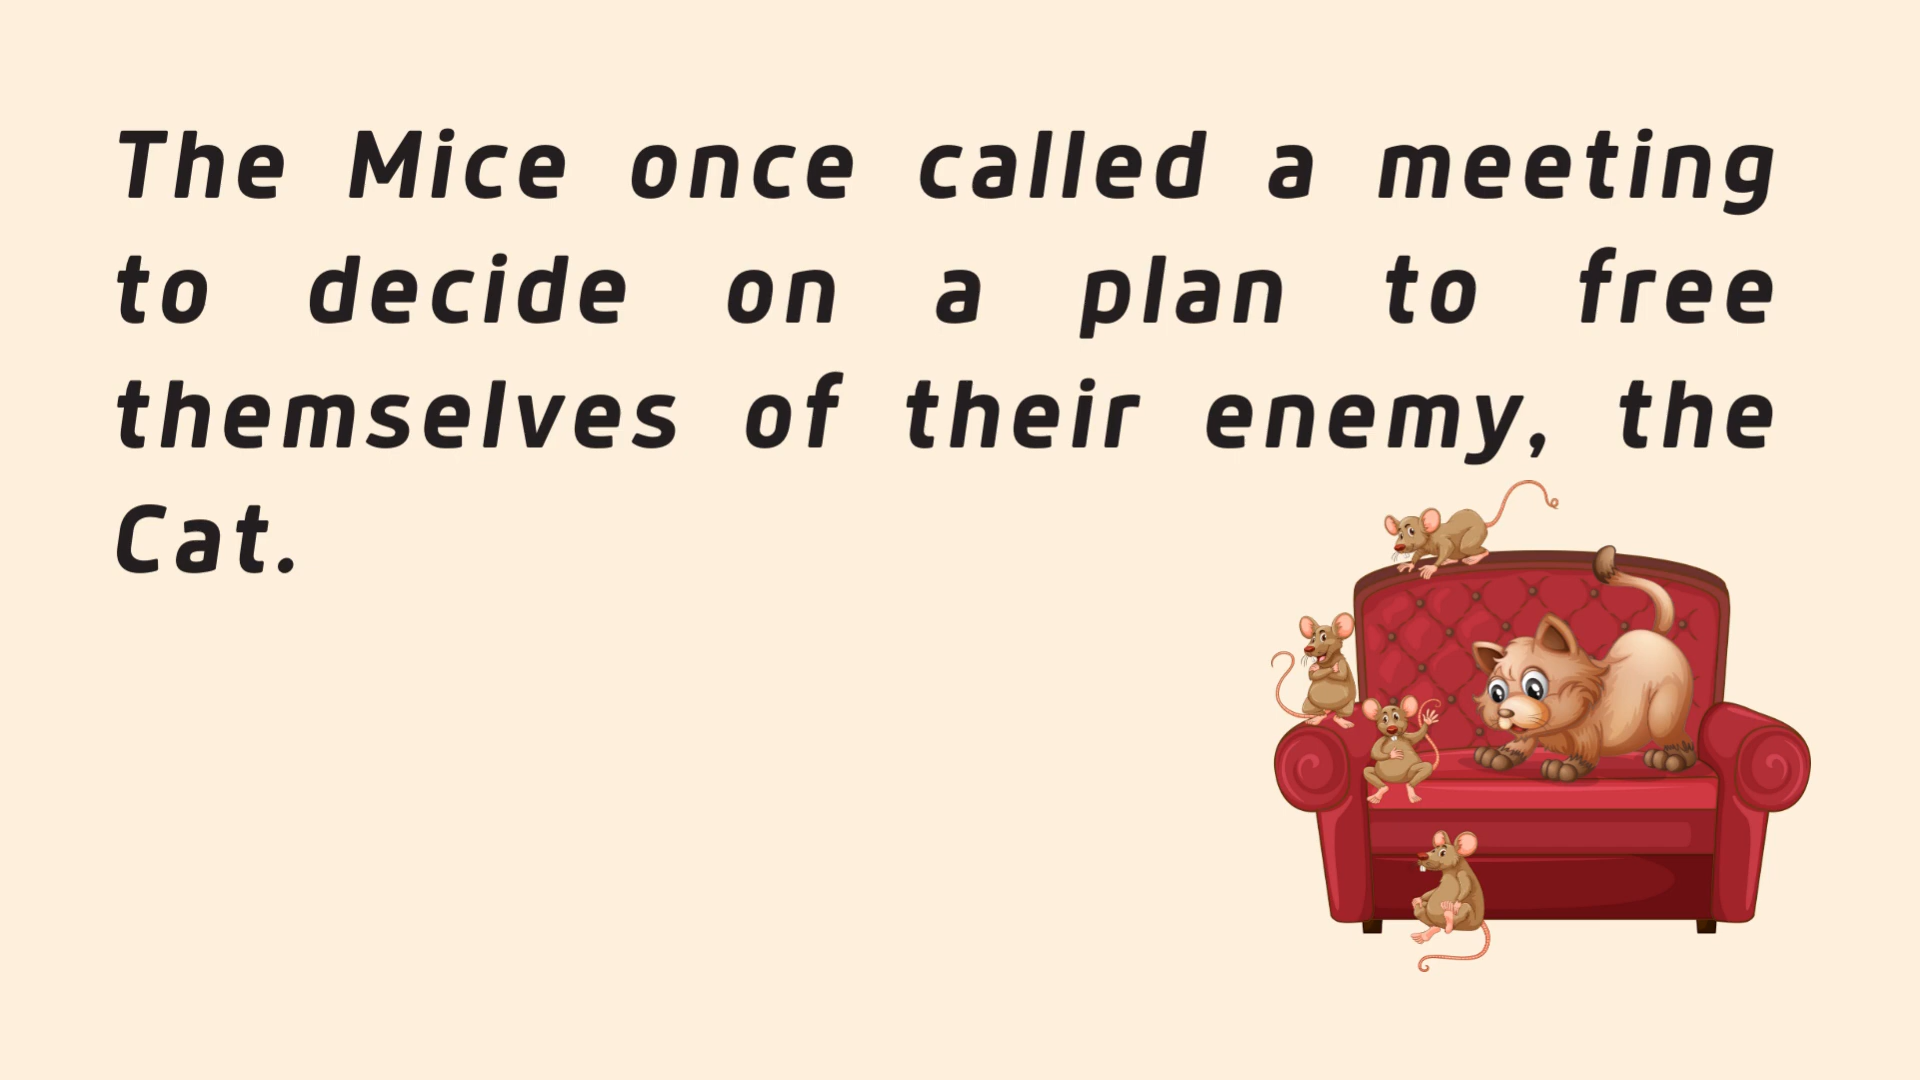 The Mice once called a meeting
to decide on a plan to free
themselves of their enemy, the
Cat.